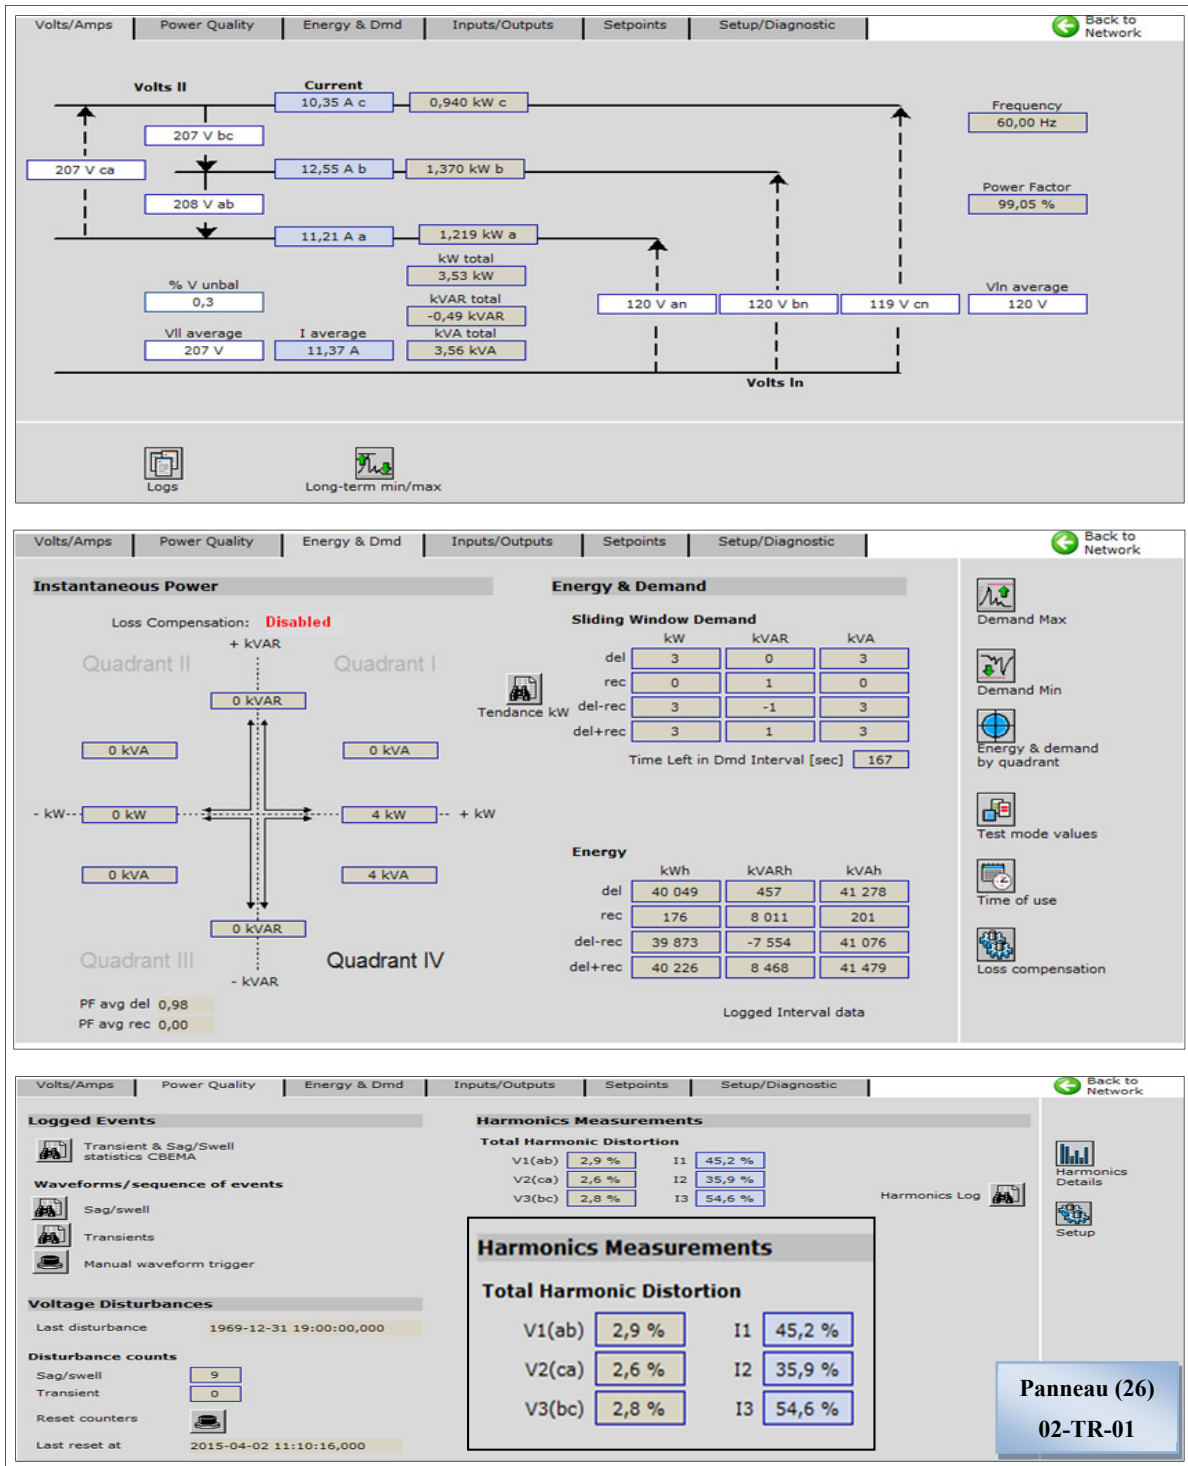 Volts/Amps Power Quality Energy & Dmd Inputs/Outputs Setpoints Setup/Diagnostic Back to Network
Volts ll Current
10,35 A c 0,940 kW c
Frequency
60,00 Hz
207 V bc
207 V ca 12,55 A b 1,370 kW b
Power Factor
99,05 %
208 V ab
11,21 A a 1,219 kW a
kW total
3,53 kW
% V unbal
0,3
kVAR total
-0,49 kVAR
120 V an 120 V bn 119 V cn
Vln average
120 V
Vll average I average kVA total
207 V 11,37 A 3,56 kVA
Volts ln
Logs Long-term min/max
Volts/Amps Power Quality Energy & Dmd Inputs/Outputs Setpoints Setup/Diagnostic Back to Network
Instantaneous Power
Loss Compensation: Disabled
+ kVAR
Quadrant II Quadrant I
0 kVAR
0 kVA 0 kVA
- kW 0 kW 4 kW + kW
0 kVA 4 kVA
0 kVAR
Quadrant III Quadrant IV
- kVAR
PF avg del 0,98
PF avg rec 0,00
Energy & Demand
Sliding Window Demand
kW kVAR kVA
del 3 0 3
rec 0 1 0
Tendance kW
del-rec 3 -1 3
del+rec 3 1 3
Time Left in Dmd Interval [sec] 167
Energy
kWh kVARh kVAh
del 40 049 457 41 278
rec 176 8 011 201
del-rec 39 873 -7 554 41 076
del+rec 40 226 8 468 41 479
Logged Interval data
Demand Max
Demand Min
Energy & demand
by quadrant
Test mode values
Time of use
Loss compensation
Volts/Amps Power Quality Energy & Dmd Inputs/Outputs Setpoints Setup/Diagnostic Back to Network
Logged Events
Transient & Sag/Swell
statistics CBEMA
Waveforms/sequence of events
Sag/swell
Transients
Manual waveform trigger
Voltage Disturbances
Last disturbance 1969-12-31 19:00:00,000
Disturbance counts
Sag/swell 9
Transient 0
Reset counters
Last reset at 2015-04-02 11:10:16,000
Harmonics Measurements
Total Harmonic Distortion
V1(ab) 2,9 % I1 45,2 %
V2(ca) 2,6 % I2 35,9 %
V3(bc) 2,8 % I3 54,6 %
Harmonics Log
Harmonics
Details
Setup
Harmonics Measurements
Total Harmonic Distortion
V1(ab) 2,9 % I1 45,2 %
V2(ca) 2,6 % I2 35,9 %
V3(bc) 2,8 % I3 54,6 %
Panneau (26)
02-TR-01